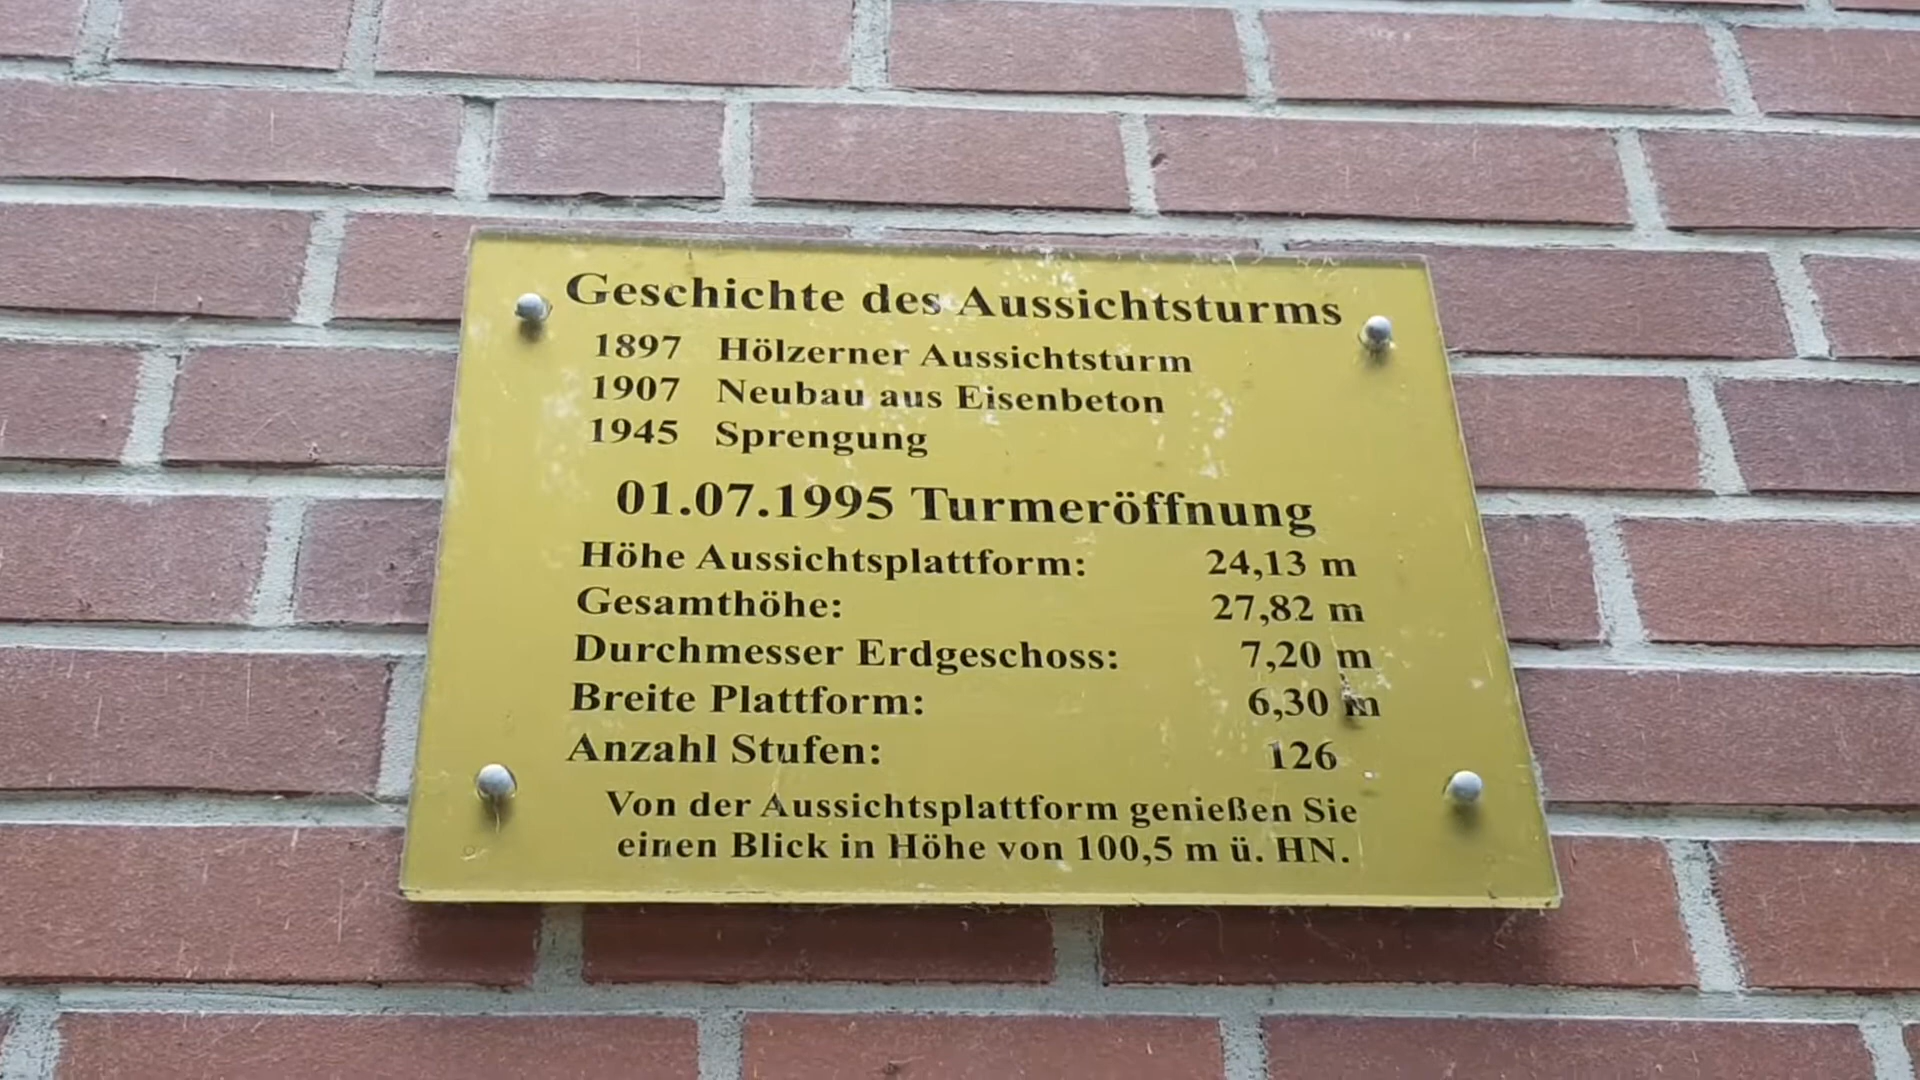 Geschichte des Aussichtsturms
1897 Hölzerner Aussichtsturm
1907 Neubau aus Eisenbeton
1945 Sprengung
01.07.1995 Turmeröffnung
Höhe Aussichtsplattform: 24,13 m
Gesamthöhe: 27,82 m
Durchmesser Erdgeschoss: 7,20 m
Breite Plattform: 6,30 m
Anzahl Stufen: 126
Von der Aussichtsplattform genießen Sie
einen Blick in Höhe von 100,5 m ü. HN.